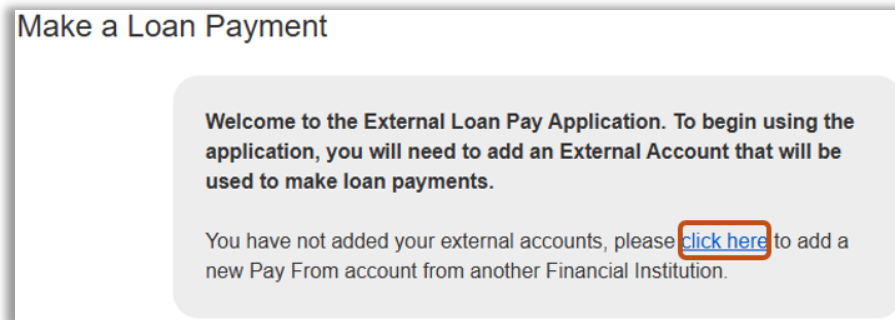 Make a Loan Payment
Welcome to the External Loan Pay Application. To begin using the
application, you will need to add an External Account that will be
used to make loan payments.
You have not added your external accounts, please click here to add a
new Pay From account from another Financial Institution.